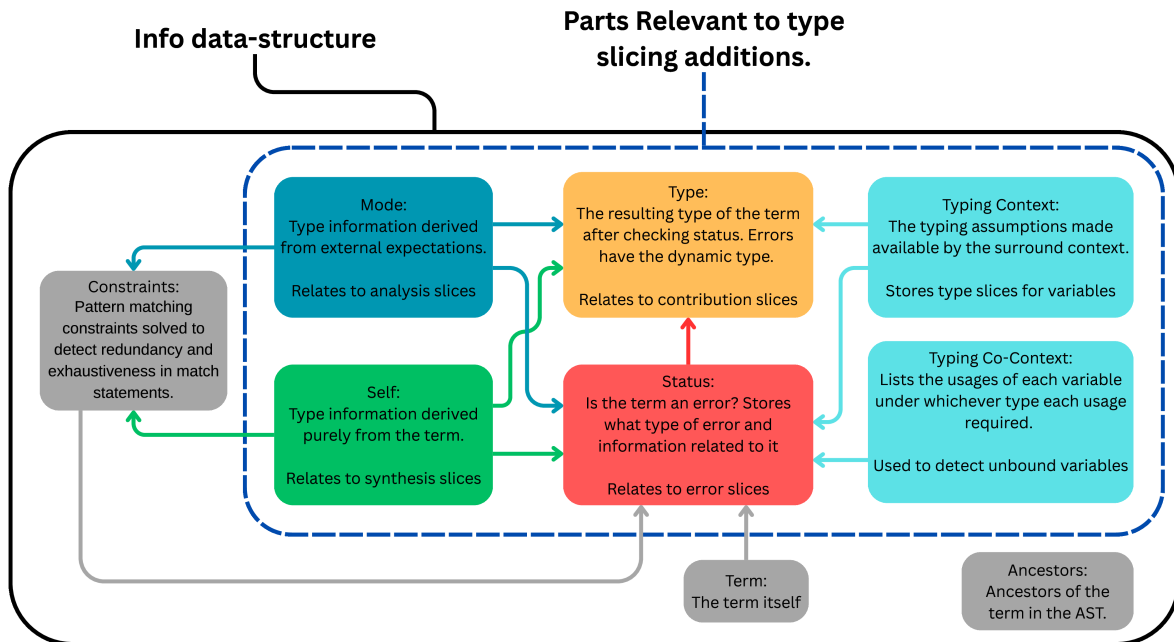 Info data-structure
Parts Relevant to type
slicing additions.
Mode:
Type information derived
from external expectations.
Relates to analysis slices
Type:
The resulting type of the term
after checking status. Errors
have the dynamic type.
Relates to contribution slices
Typing Context:
The typing assumptions made
available by the surround context.
Stores type slices for variables
Constraints:
Pattern matching
constraints solved to
detect redundancy and
exhaustiveness in match
statements.
Self:
Type information derived
purely from the term.
Relates to synthesis slices
Status:
Is the term an error? Stores
what type of error and
information related to it
Relates to error slices
Typing Co-Context:
Lists the usages of each variable
under whichever type each usage
required.
Used to detect unbound variables
Term:
The term itself
Ancestors:
Ancestors of the
term in the AST.